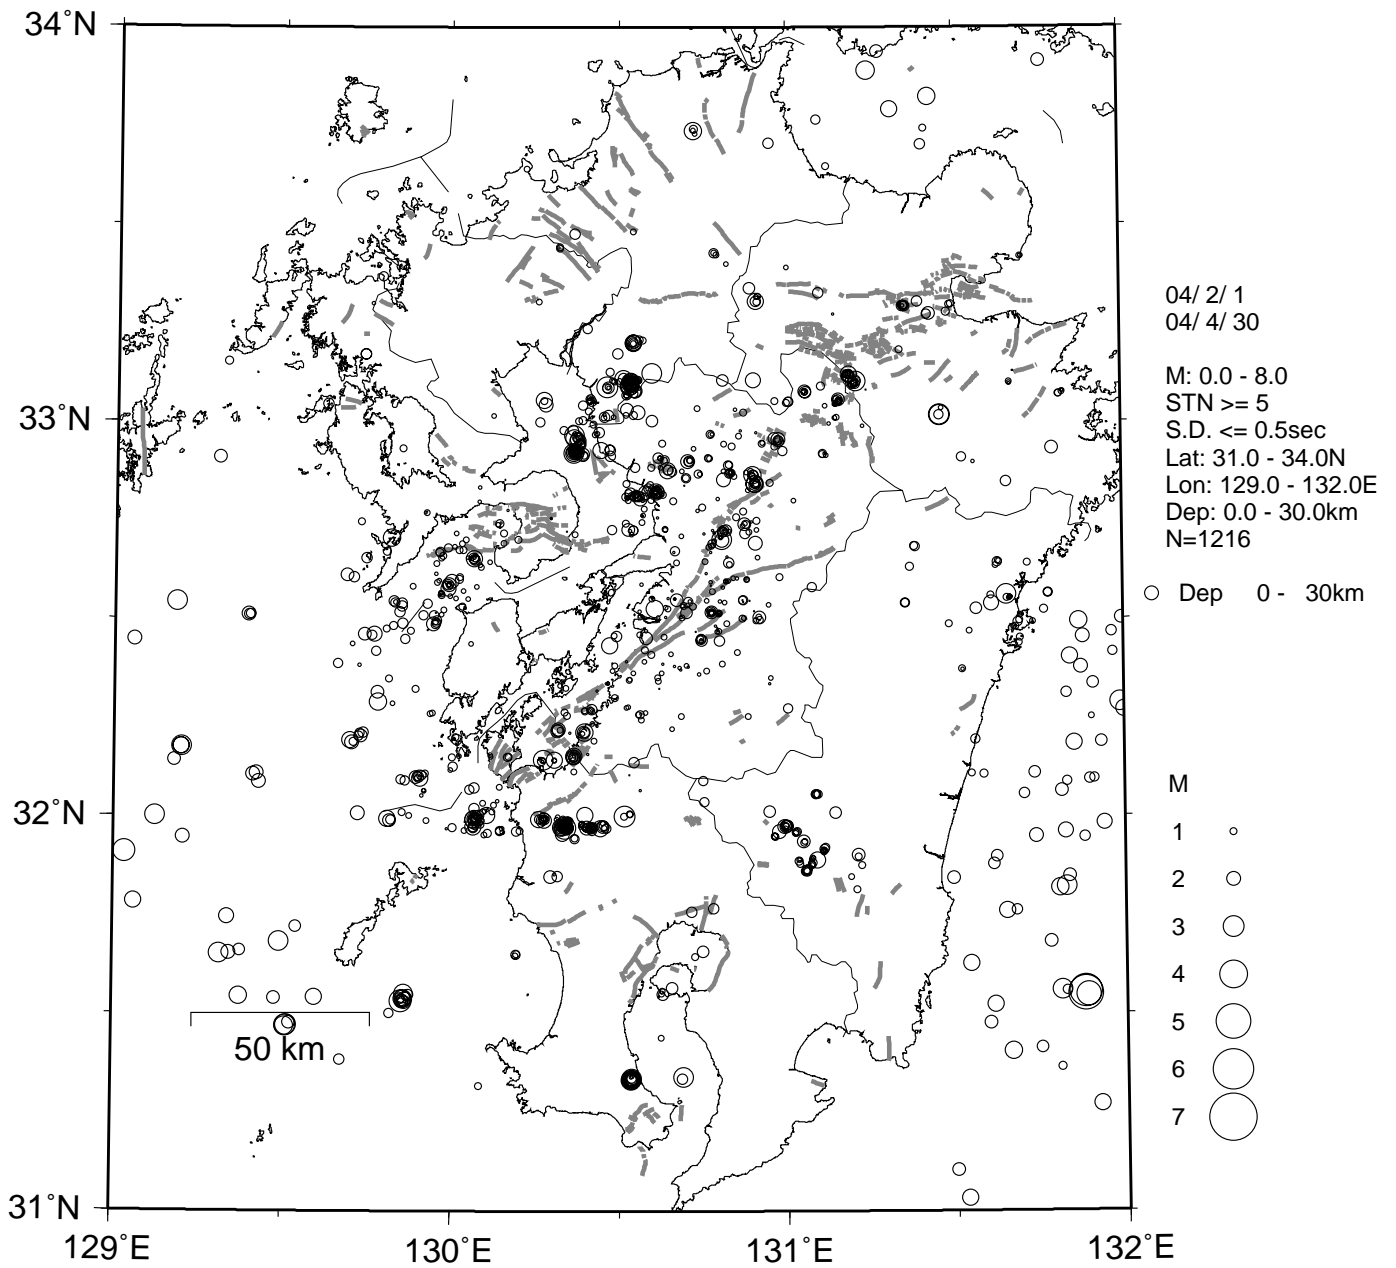 34°N
33°N
32°N
31°N
129°E
130°E
131°E
132°E
50 km
04/ 2/ 1
04/ 4/ 30
M: 0.0 - 8.0
STN >= 5
S.D. <= 0.5sec
Lat: 31.0 - 34.0N
Lon: 129.0 - 132.0E
Dep: 0.0 - 30.0km
N=1216
Dep 0 - 30km
M
1
2
3
4
5
6
7